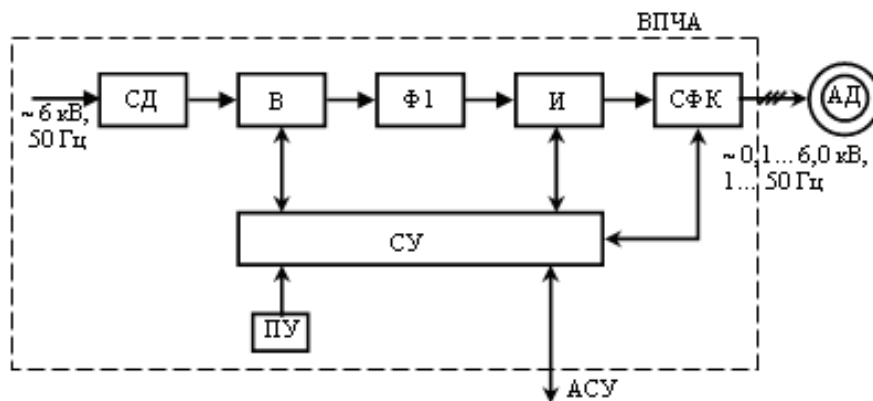 ВПЧА
СД
В
Ф1
И
СФК
АД
~ 6 кВ,
50 Гц
~ 0,1... 6,0 кВ,
1... 50 Гц
СУ
ПУ
АСУ